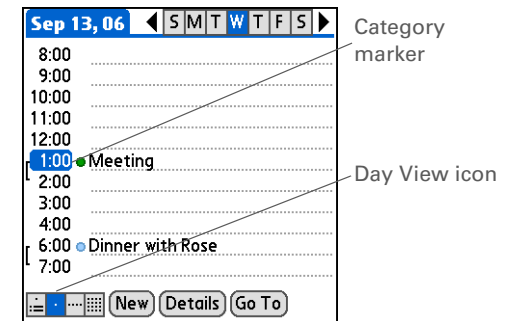 Sep 13, 06 S M T W T F S
Category
marker
8:00
9:00
10:00
11:00
12:00
1:00 Meeting
2:00
3:00
4:00
Day View icon
6:00 Dinner with Rose
7:00
New Details Go To